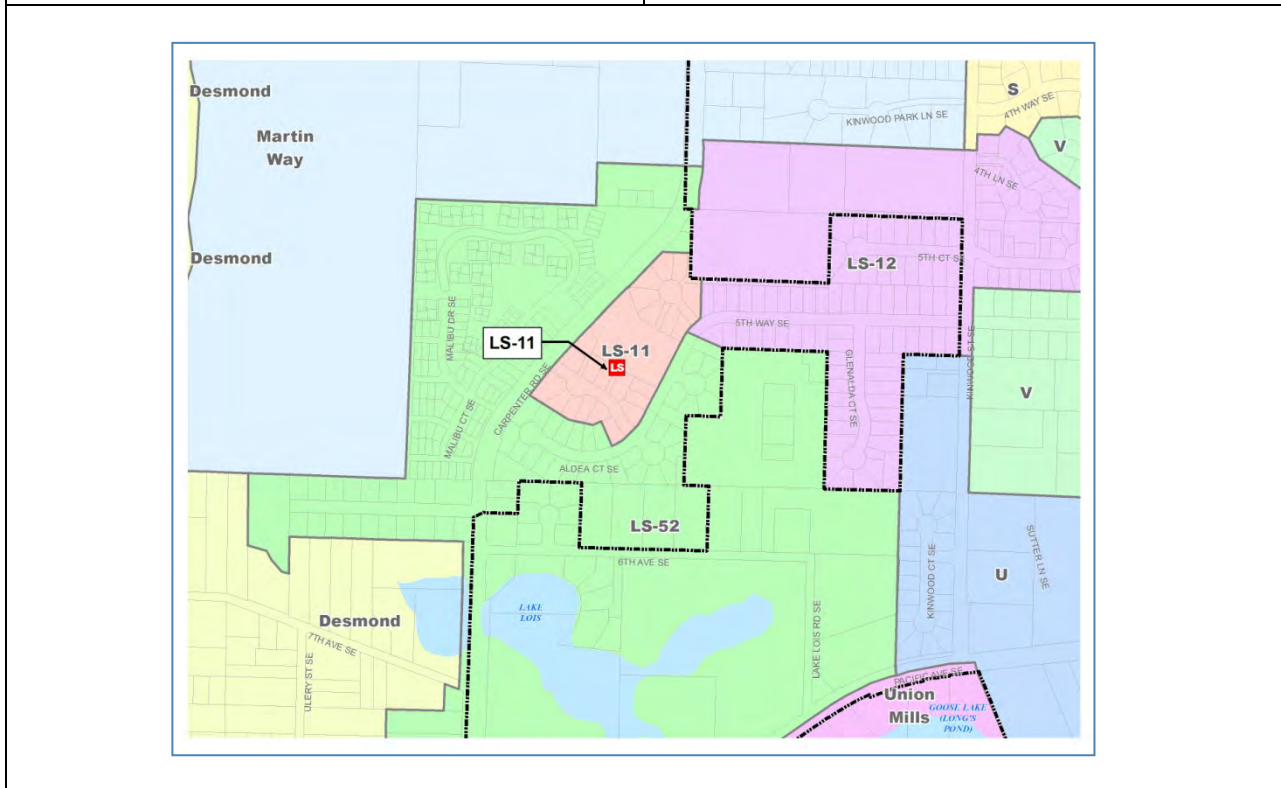 Desmond
Martin
Way
Desmond
KINWOOD PARK LN SE
S
4TH WAY SE
V
4TH LN SE
LS-12
5TH CT SE
MALIBU DR SE
LS-11
LS-11
LS
5TH WAY SE
KINWOOD ST SE
GLENALDA CT SE
CARPENTER RD SE
MALIBU CT SE
V
ALDEA CT SE
LS-52
6TH AVE SE
KINWOOD CT SE
SUTTER LN SE
U
LAKE
LOIS
Desmond
7TH AVE SE
ULERY ST SE
LAKE LOIS RD SE
PACIFIC AVE SE
Union
Mills
GOOSE LAKE
(LONG'S
POND)